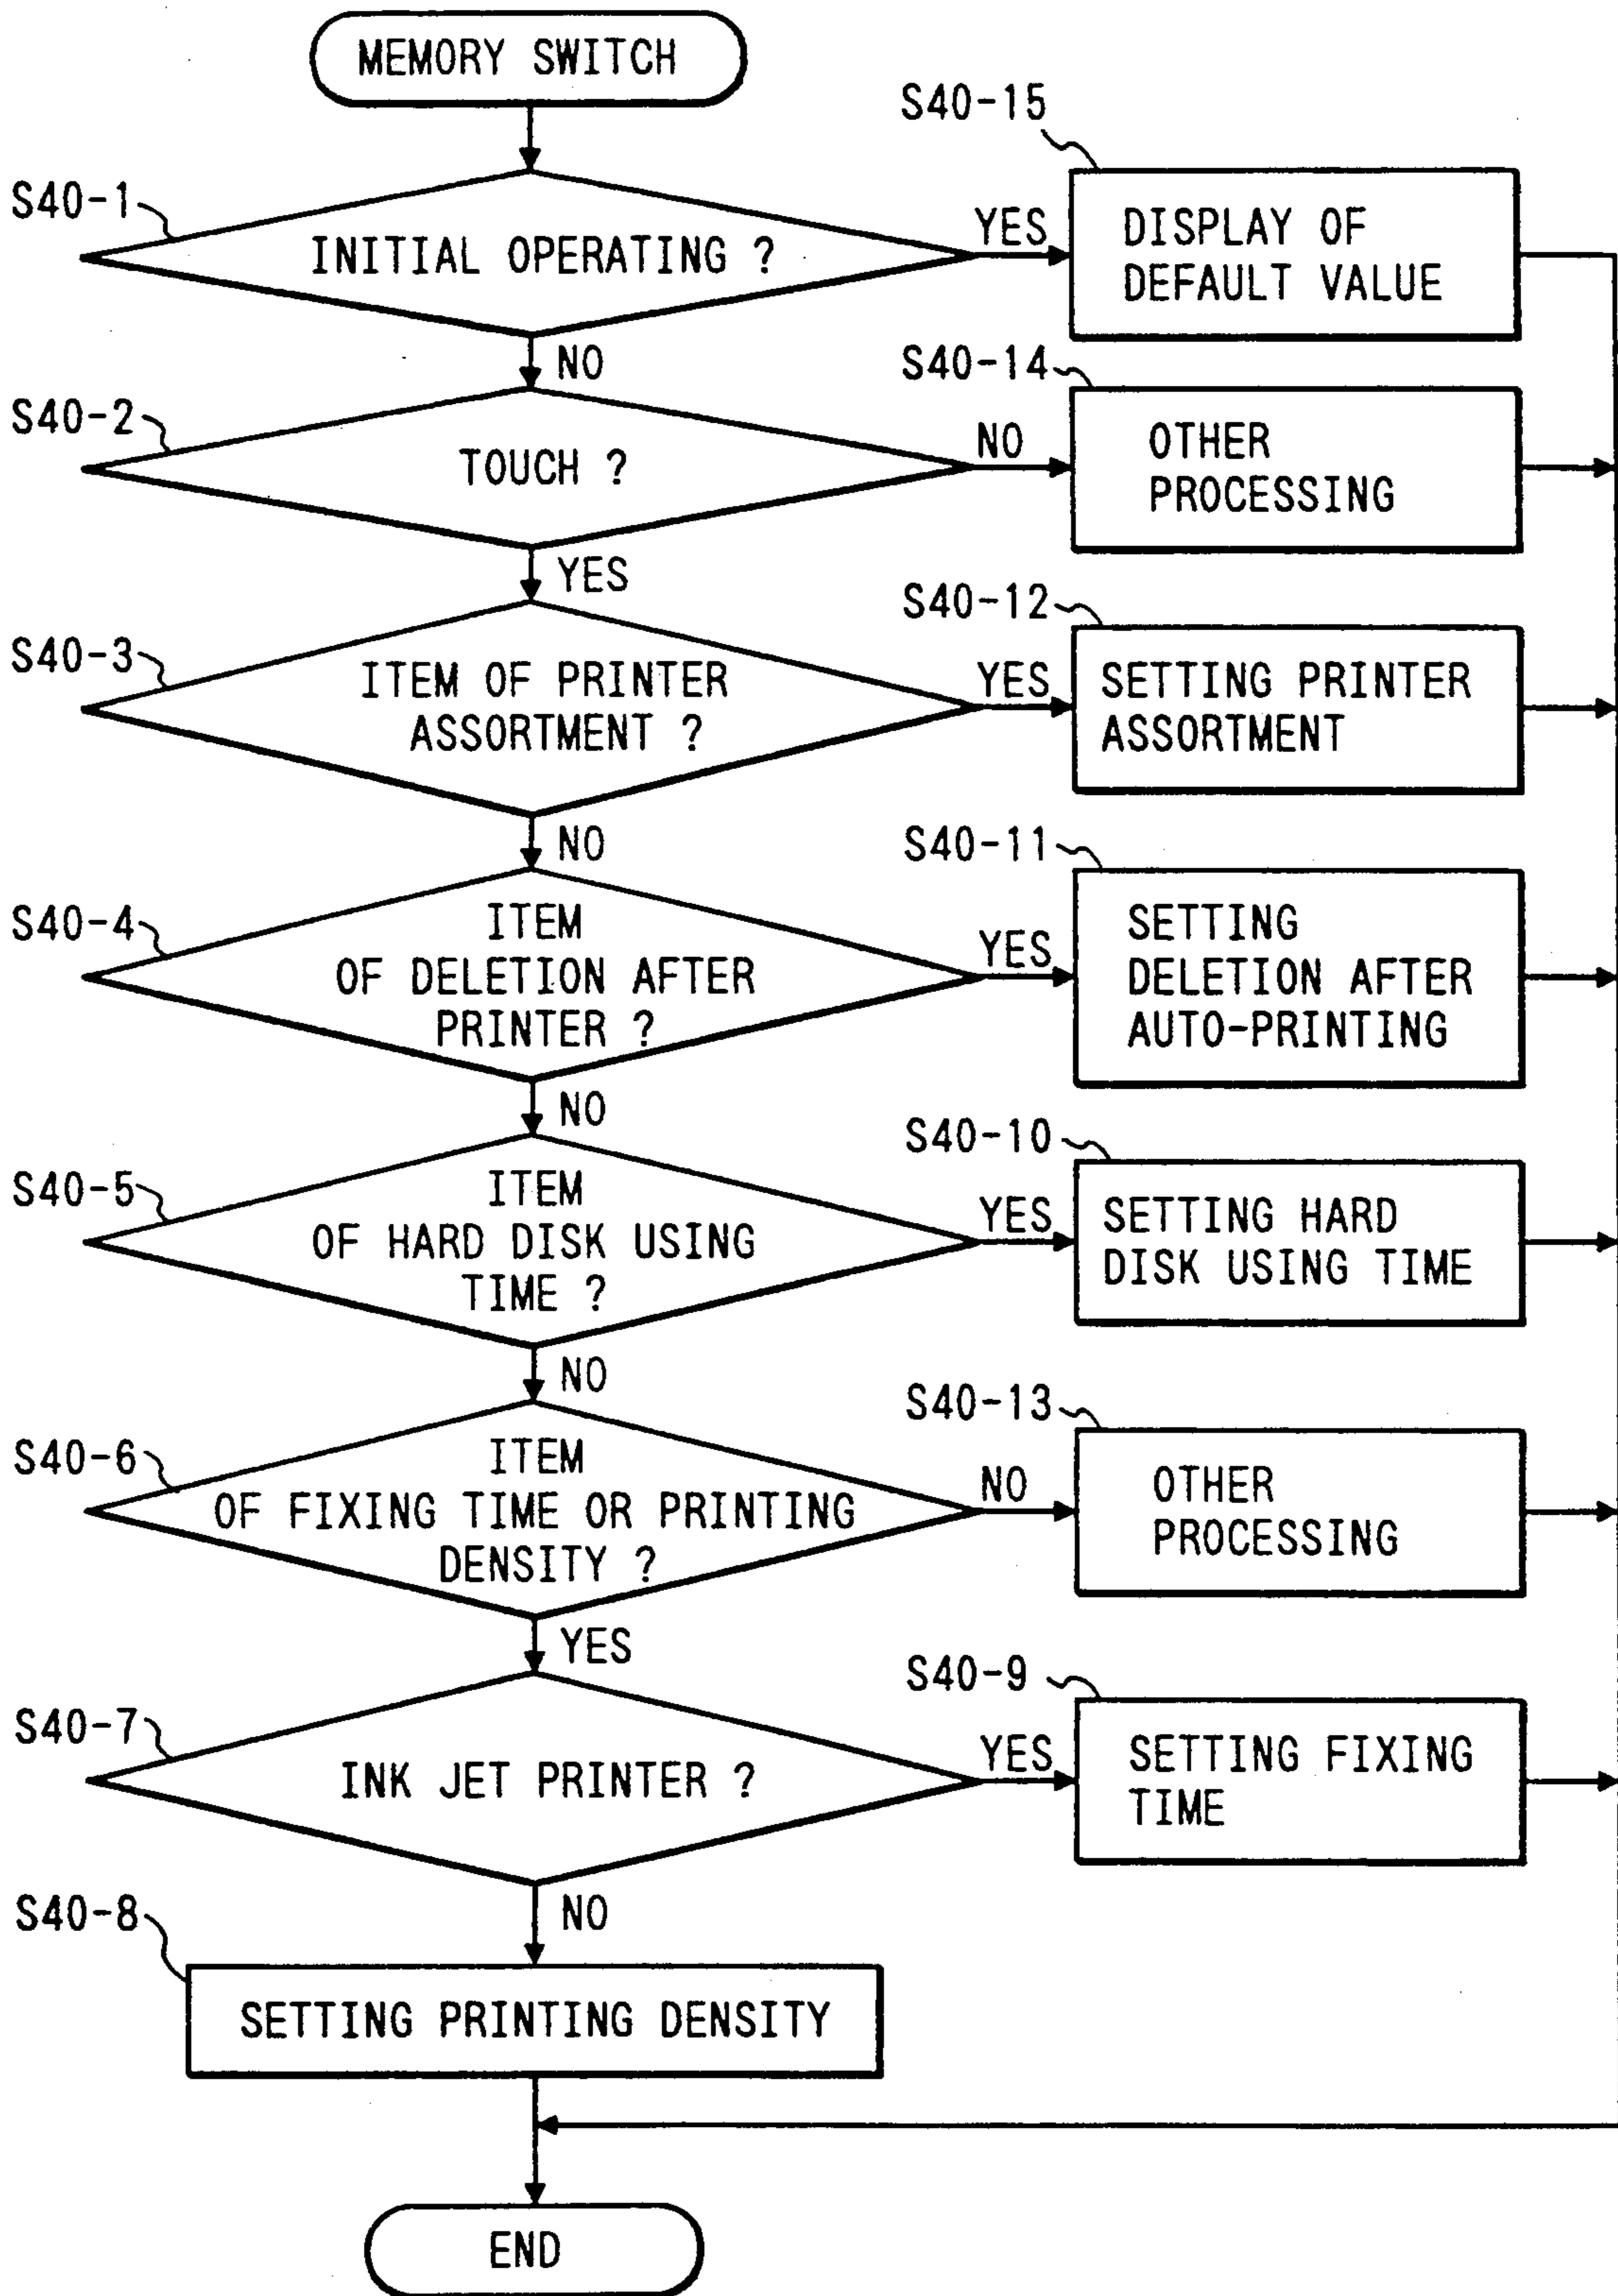 MEMORY SWITCH
S40-15
S40-1
INITIAL OPERATING ?
YES
DISPLAY OF
DEFAULT VALUE
NO
S40-14
S40-2
TOUCH ?
NO
OTHER
PROCESSING
YES
S40-12
S40-3
ITEM OF PRINTER
ASSORTMENT ?
YES
SETTING PRINTER
ASSORTMENT
NO
S40-11
S40-4
ITEM
OF DELETION AFTER
PRINTER ?
YES
SETTING
DELETION AFTER
AUTO-PRINTING
NO
S40-10
S40-5
ITEM
OF HARD DISK USING
TIME ?
YES
SETTING HARD
DISK USING TIME
NO
S40-13
S40-6
ITEM
OF FIXING TIME OR PRINTING
DENSITY ?
NO
OTHER
PROCESSING
YES
S40-9
S40-7
INK JET PRINTER ?
YES
SETTING FIXING
TIME
NO
S40-8
SETTING PRINTING DENSITY
END